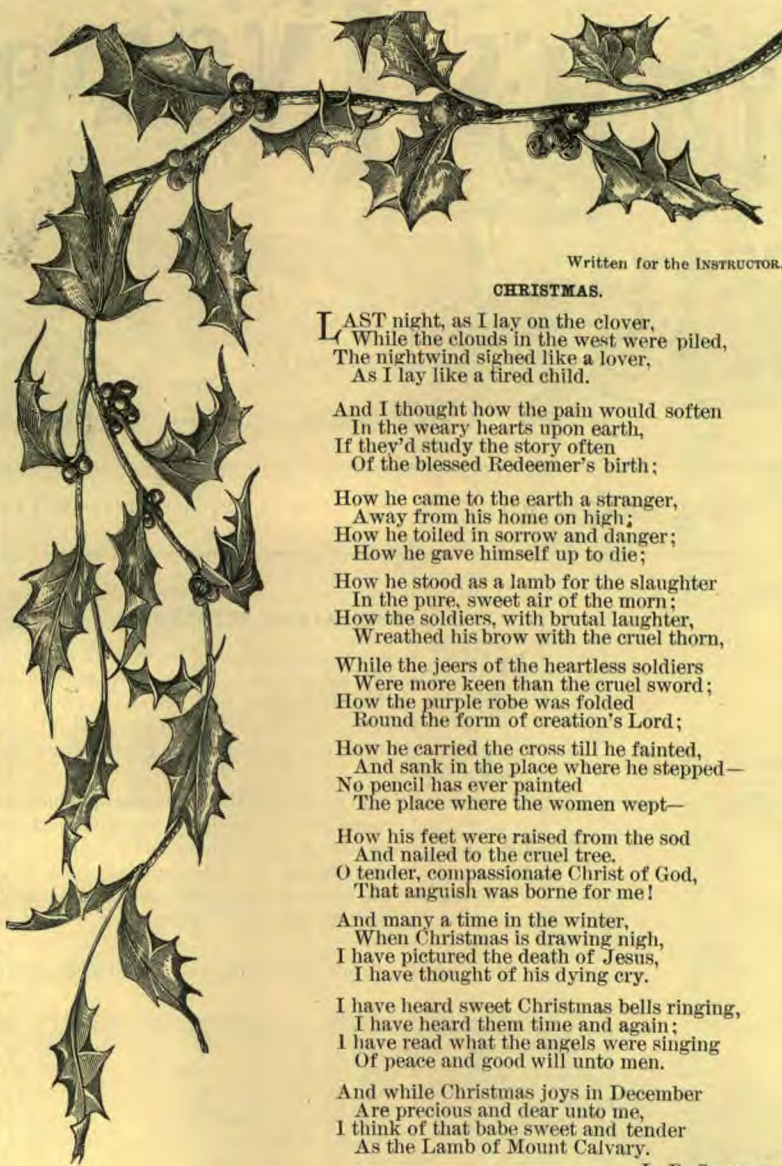 Written for the INSTRUCTOR.
CHRISTMAS.
LAST night, as I lay on the clover,
While the clouds in the west were piled,
The nightwind sighed like a lover,
As I lay like a tired child.
And I thought how the pain would soften
In the weary hearts upon earth,
If they'd study the story often
Of the blessed Redeemer's birth;
How he came to the earth a stranger,
Away from his home on high;
How he toiled in sorrow and danger;
How he gave himself up to die;
How he stood as a lamb for the slaughter
In the pure, sweet air of the morn;
How the soldiers, with brutal laughter,
Wreathed his brow with the cruel thorn,
While the jeers of the heartless soldiers
Were more keen than the cruel sword;
How the purple robe was folded
Round the form of creation's Lord;
How he carried the cross till he fainted,
And sank in the place where he stepped—
No pencil has ever painted
The place where the women wept—
How his feet were raised from the sod
And nailed to the cruel tree.
O tender, compassionate Christ of God,
That anguish was borne for me!
And many a time in the winter,
When Christmas is drawing nigh,
I have pictured the death of Jesus,
I have thought of his dying cry.
I have heard sweet Christmas bells ringing,
I have heard them time and again;
I have read what the angels were singing
Of peace and good will unto men.
And while Christmas joys in December
Are precious and dear unto me,
I think of that babe sweet and tender
As the Lamb of Mount Calvary.